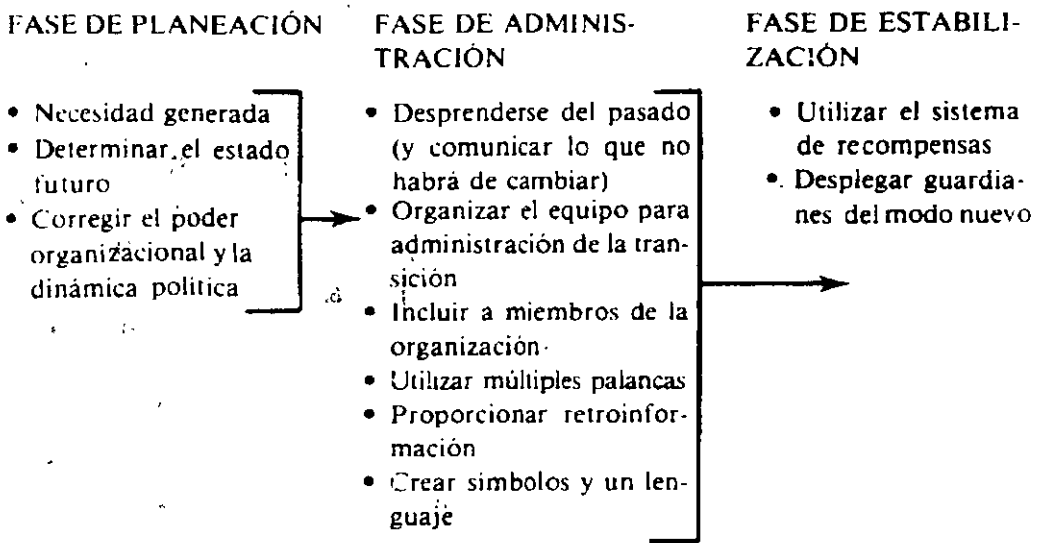 FASE DE PLANEACIÓN
• Necesidad generada
• Determinar el estado
futuro
• Corregir el poder
organizacional y la
dinámica política
FASE DE ADMINIS-
TRACIÓN
• Desprenderse del pasado
(y comunicar lo que no
habrá de cambiar)
• Organizar el equipo para
administración de la tran-
sición
• Incluir a miembros de la
organización
• Utilizar múltiples palancas
• Proporcionar retroinfor-
mación
• Crear símbolos y un len-
guaje
FASE DE ESTABILI-
ZACIÓN
• Utilizar el sistema
de recompensas
• Desplegar guardia-
nes del modo nuevo